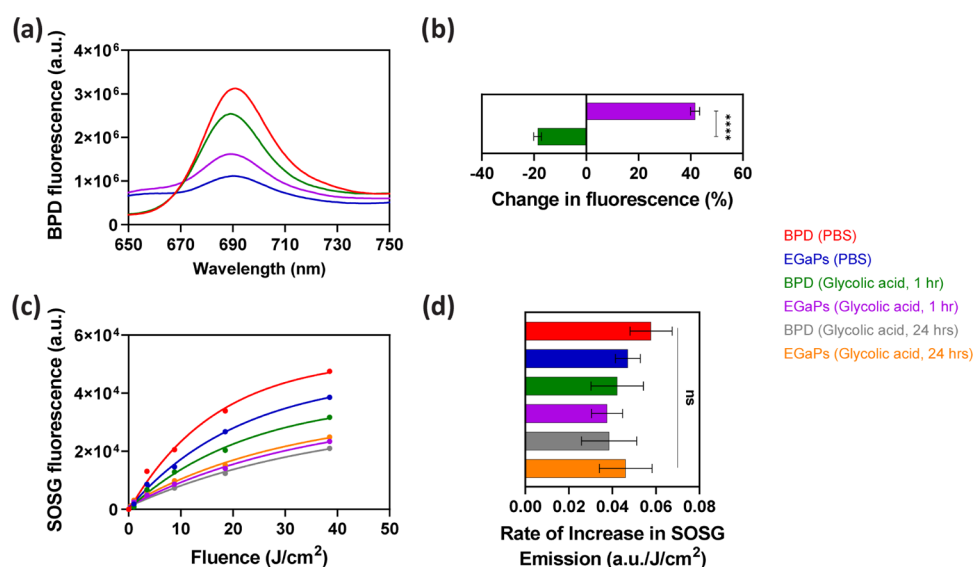 (a)
BPD fluorescence (a.u.)
4×10⁶
3×10⁶
2×10⁶
1×10⁶
0
650 670 690 710 730 750
Wavelength (nm)
(b)
****
-40 -20 0 20 40 60
Change in fluorescence (%)
BPD (PBS)
EGaPs (PBS)
BPD (Glycolic acid, 1 hr)
EGaPs (Glycolic acid, 1 hr)
BPD (Glycolic acid, 24 hrs)
EGaPs (Glycolic acid, 24 hrs)
(c)
SOSG fluorescence (a.u.)
6×10⁴
4×10⁴
2×10⁴
0
0 10 20 30 40 50
Fluence (J/cm²)
(d)
ns
0.00 0.02 0.04 0.06 0.08
Rate of Increase in SOSG
Emission (a.u./J/cm²)